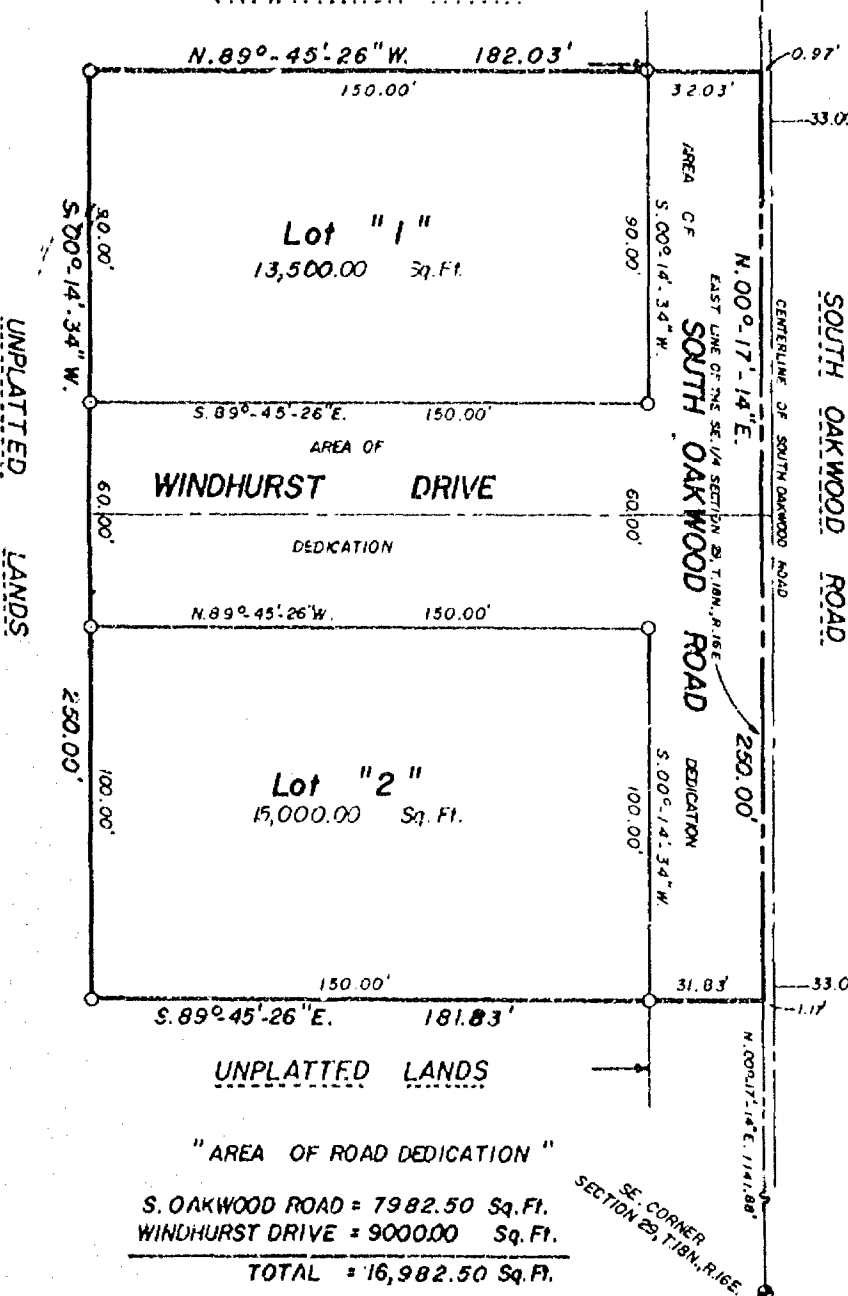 N.89°-45'-26"W. 182.03'
0.97'
150.00'
32.03'
33.0
AREA OF
S.00°-14'-34"W.
90.00'
Lot "1"
13,500.00 Sq.Ft.
90.00'
S.00°-14'-34"W.
N.00°-17'-14"E.
EAST LINE OF THE SE.1/4 SECTION 29, T.18N., R.16E
CENTERLINE OF SOUTH OAKWOOD ROAD
SOUTH OAKWOOD ROAD
SOUTH OAKWOOD ROAD
UNPLATTED LANDS
S.89°-45'-26"E. 150.00'
AREA OF
WINDHURST DRIVE
60.00'
60.00'
DEDICATION
N.89°-45'-26"W. 150.00'
250.00'
250.00'
Lot "2"
15,000.00 Sq.Ft.
100.00'
100.00'
S.00°-14'-34"W.
DEDICATION
150.00'
31.83'
33.0
S.89°-45'-26"E. 181.83'
1.17'
UNPLATTED LANDS
N.00°-17'-14"E. 1141.88'
"AREA OF ROAD DEDICATION"
S. OAKWOOD ROAD = 7982.50 Sq.Ft.
WINDHURST DRIVE = 9000.00 Sq.Ft.
TOTAL = 16,982.50 Sq.Ft.
SE. CORNER
SECTION 29, T.18N., R.16E.